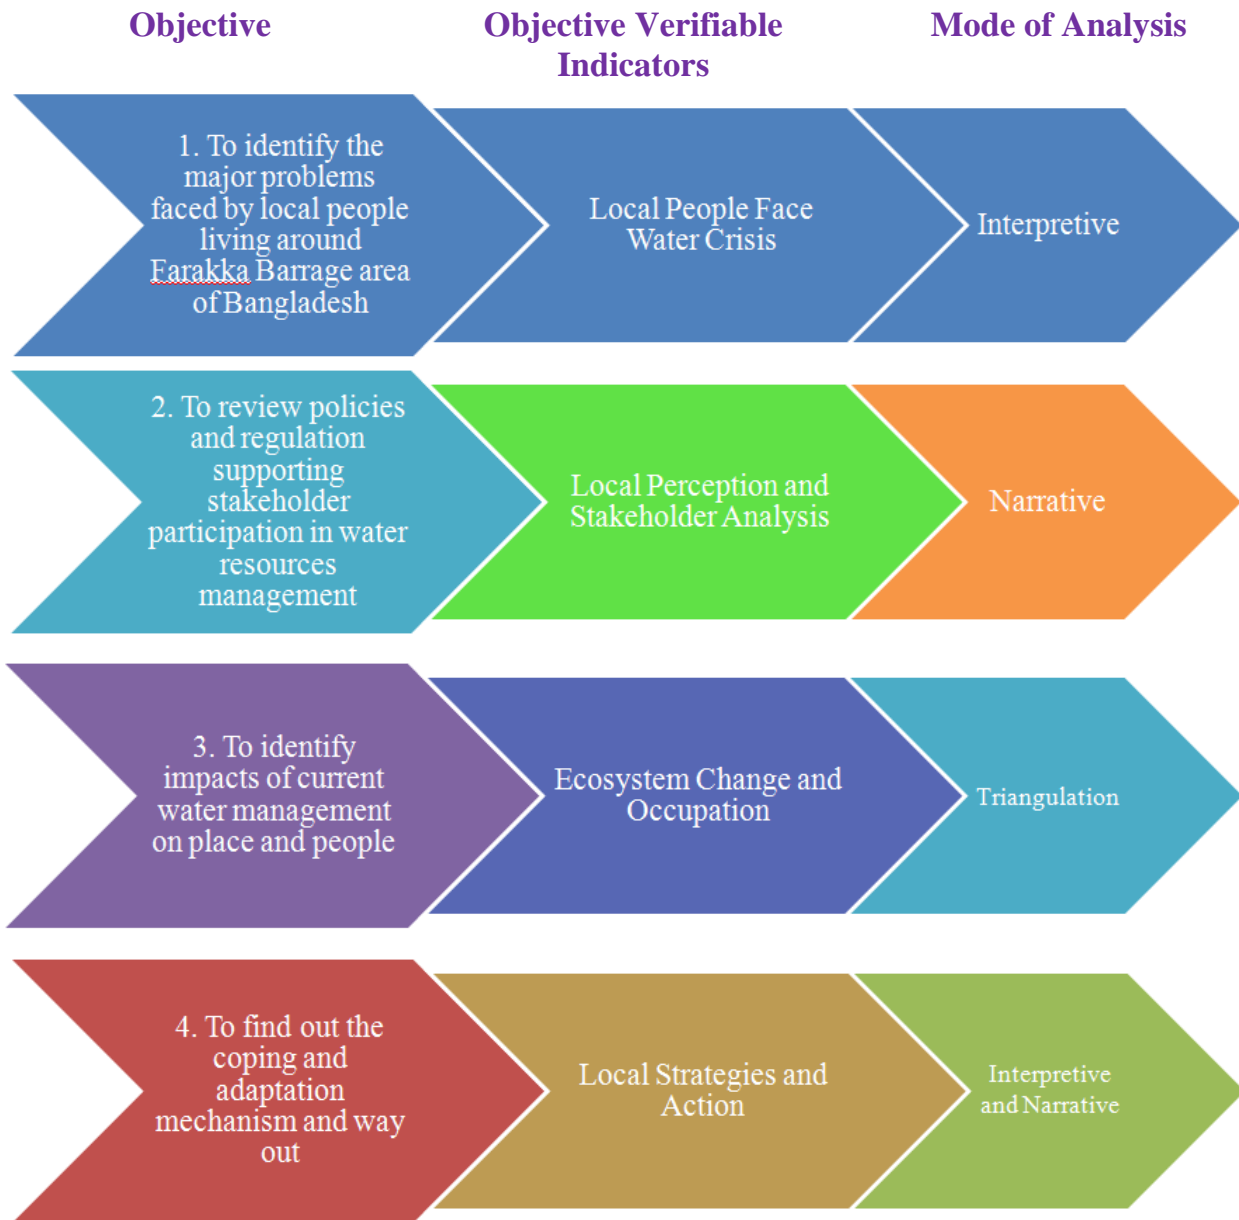 Objective
Objective Verifiable
Indicators
Mode of Analysis
1. To identify the
major problems
faced by local people
living around
Farakka Barrage area
of Bangladesh
Local People Face
Water Crisis
Interpretive
2. To review policies
and regulation
supporting
stakeholder
participation in water
resources
management
Local Perception and
Stakeholder Analysis
Narrative
3. To identify
impacts of current
water management
on place and people
Ecosystem Change and
Occupation
Triangulation
4. To find out the
coping and
adaptation
mechanism and way
out
Local Strategies and
Action
Interpretive
and Narrative